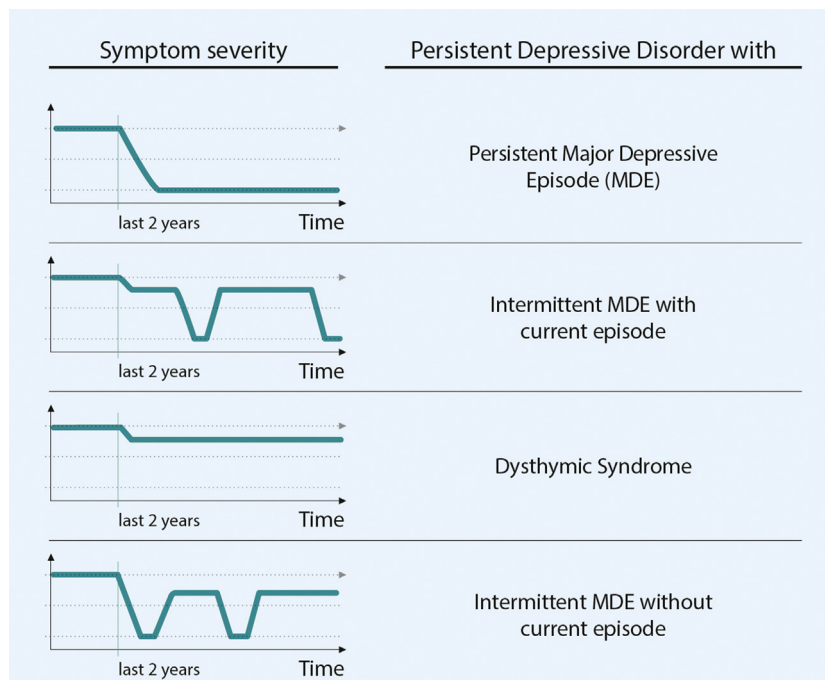 Symptom severity
Persistent Depressive Disorder with
Persistent Major Depressive
Episode (MDE)
last 2 years
Time
Intermittent MDE with
current episode
last 2 years
Time
Dysthymic Syndrome
last 2 years
Time
Intermittent MDE without
current episode
last 2 years
Time